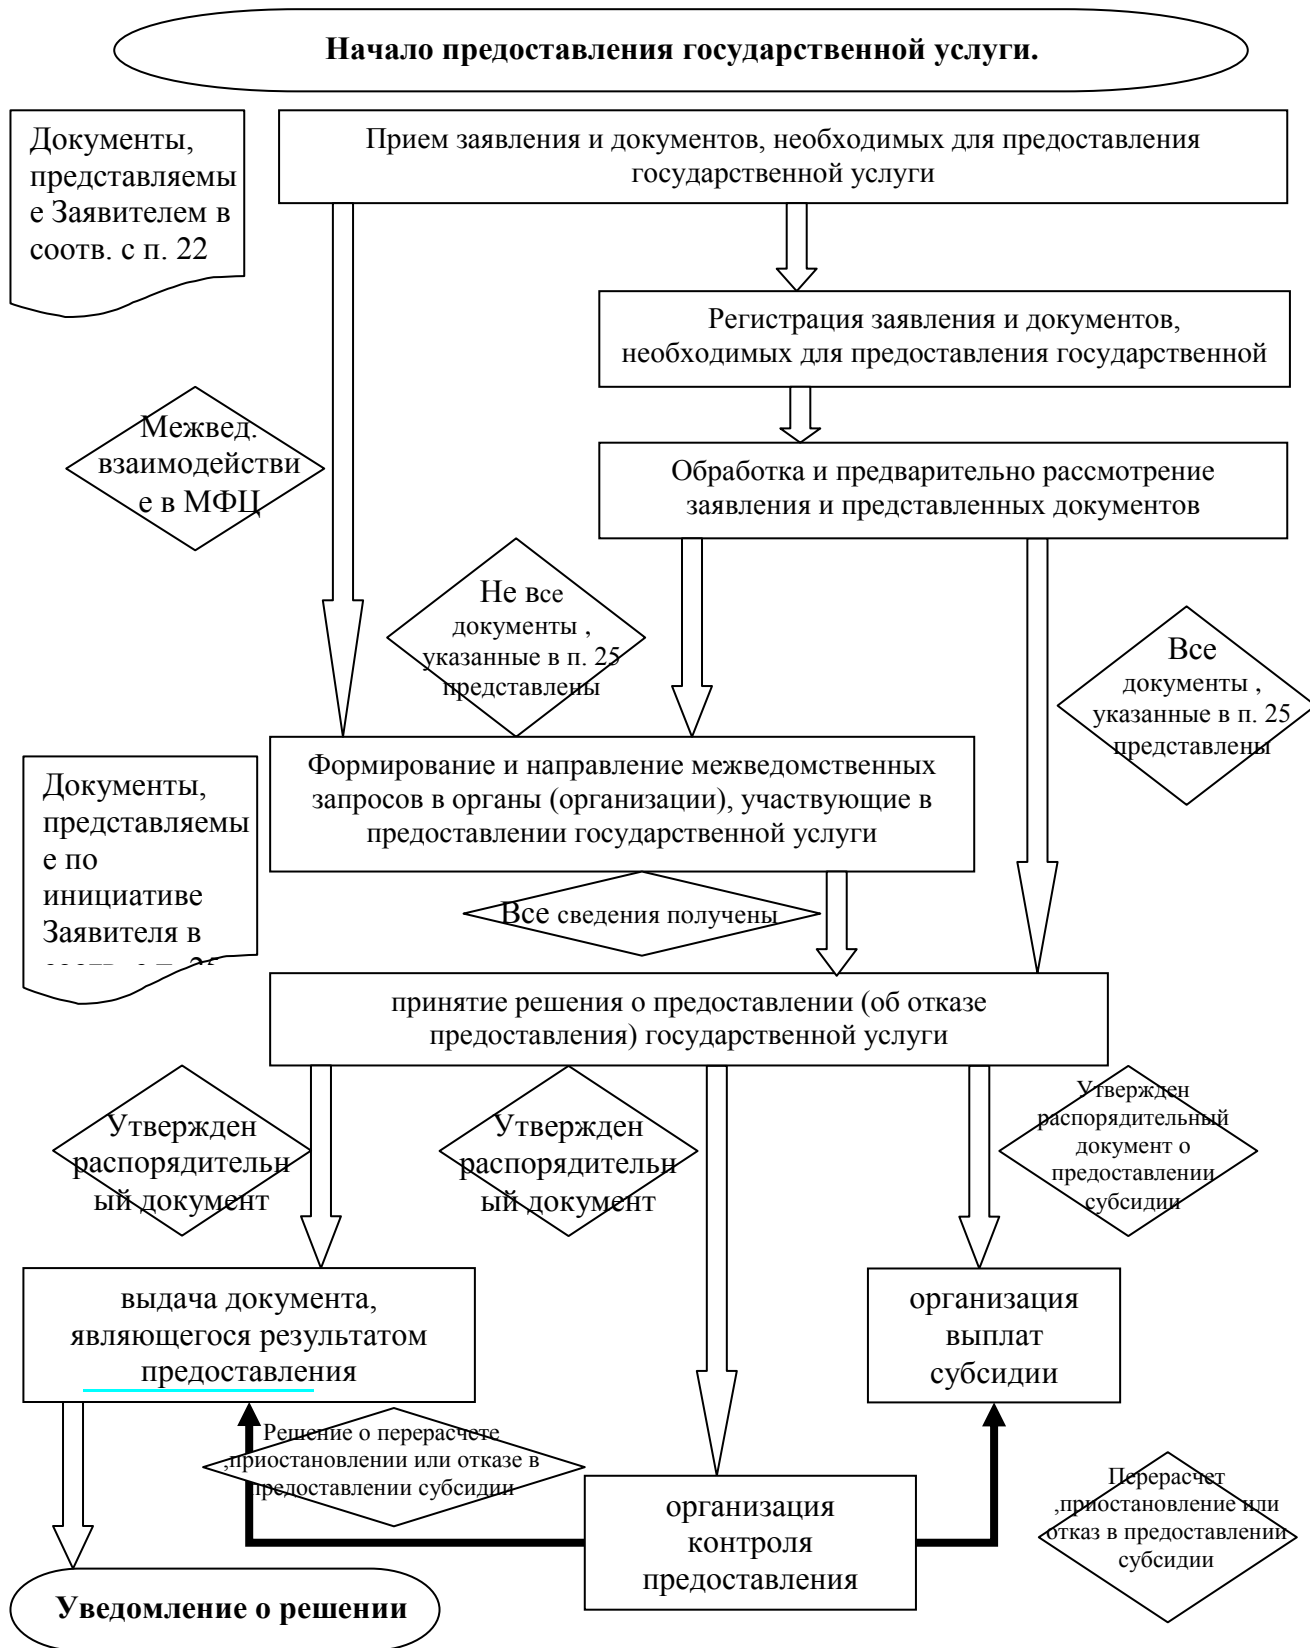 Начало предоставления государственной услуги.
Документы,
представляемы
е Заявителем в
соотв. с п. 22
Прием заявления и документов, необходимых для предоставления
государственной услуги
Регистрация заявления и документов,
необходимых для предоставления государственной
Межвед.
взаимодействи
е в МФЦ
Обработка и предварительно рассмотрение
заявления и представленных документов
Не все
документы ,
указанные в п. 25
представлены
Все
документы ,
указанные в п. 25
представлены
Формирование и направление межведомственных
запросов в органы (организации), участвующие в
предоставлении государственной услуги
Документы,
представляемы
е по
инициативе
Заявителя в
Все сведения получены
принятие решения о предоставлении (об отказе
предоставления) государственной услуги
Утвержден
распорядительн
ый документ
Утвержден
распорядительн
ый документ
Утвержден
распорядительный
документ о
предоставлении
субсидии
выдача документа,
являющегося результатом
предоставления
организация
выплат
субсидии
Решение о перерасчете
,приостановлении или отказе в
предоставлении субсидии
организация
контроля
предоставления
Перерасчет
,приостановление или
отказ в предоставлении
субсидии
Уведомление о решении